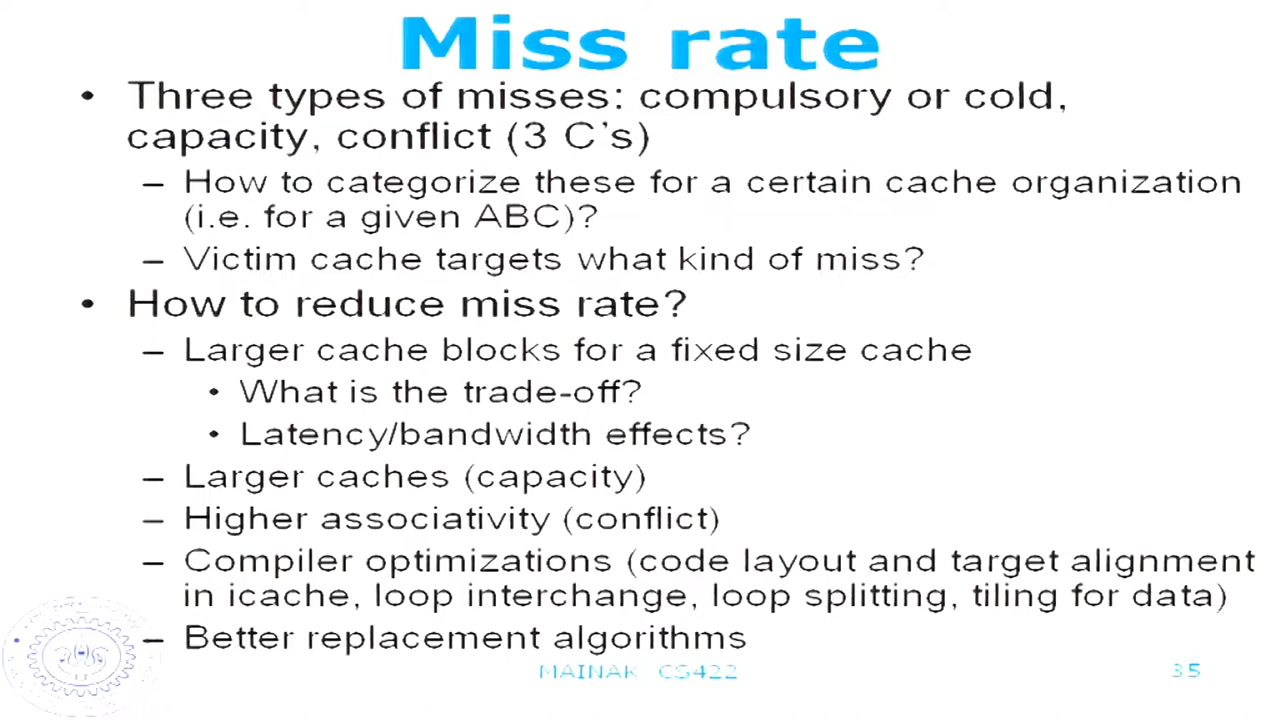 Miss rate
• Three types of misses: compulsory or cold,
capacity, conflict (3 C's)
– How to categorize these for a certain cache organization
(i.e. for a given ABC)?
– Victim cache targets what kind of miss?
• How to reduce miss rate?
– Larger cache blocks for a fixed size cache
• What is the trade-off?
• Latency/bandwidth effects?
– Larger caches (capacity)
– Higher associativity (conflict)
– Compiler optimizations (code layout and target alignment
in icache, loop interchange, loop splitting, tiling for data)
– Better replacement algorithms
MAINAK CS422
35